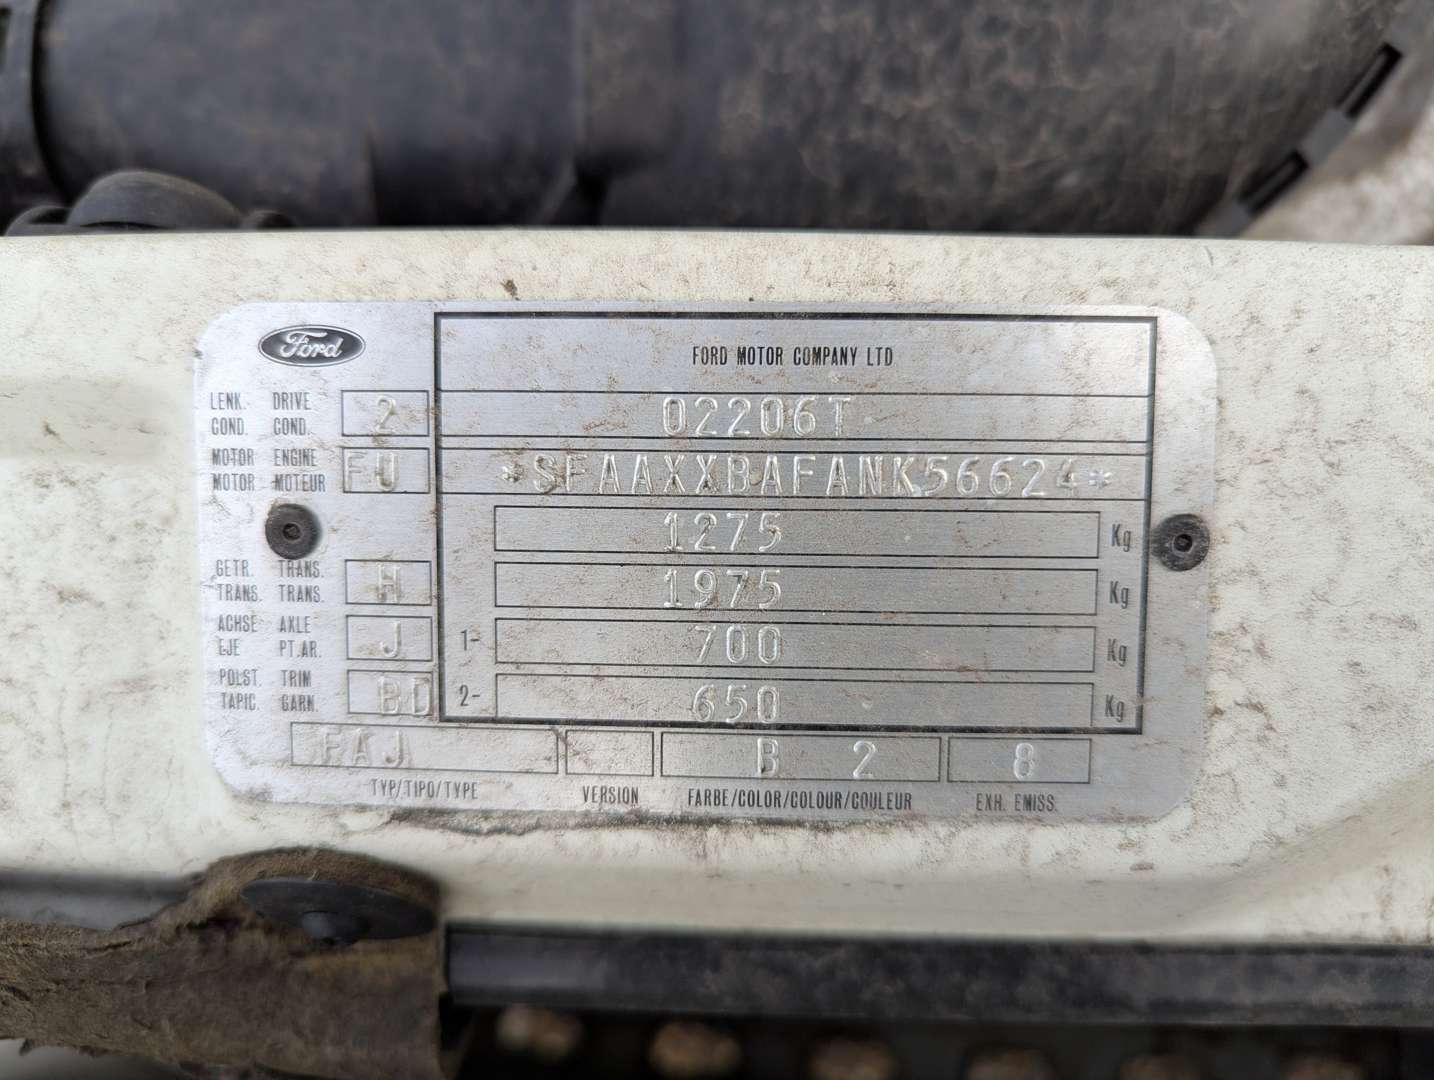 Ford
FORD MOTOR COMPANY LTD
LENK. DRIVE
COND. COND.
2
02206T
MOTOR ENGINE
MOTOR MOTEUR
FU
*SFAAXXBAFANK56624*
1275 Kg
GETR. TRANS.
TRANS. TRANS.
H
1975 Kg
ACHSE AXLE
EJE PT.AR.
J
1- 700 Kg
POLST. TRIM
TAPIC. GARN.
BD
2- 650 Kg
FAJ B 2 8
TYP/TIPO/TYPE VERSION FARBE/COLOR/COLOUR/COULEUR EXH. EMISS.